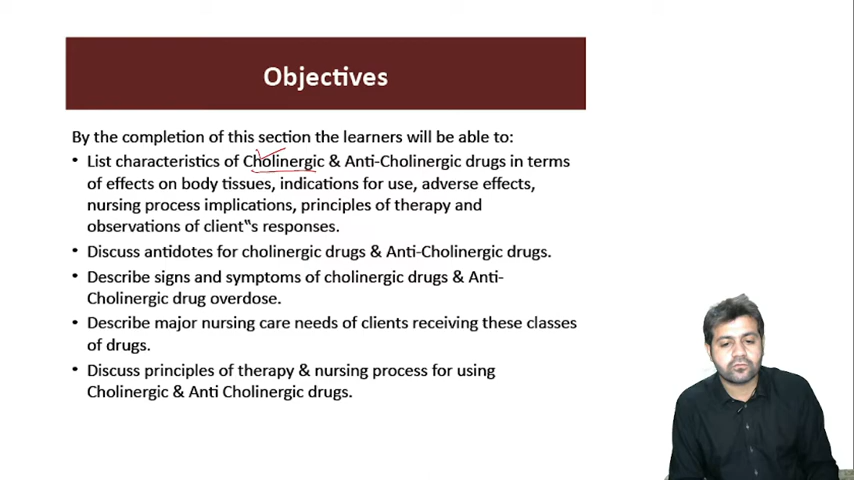 Objectives
By the completion of this section the learners will be able to:
• List characteristics of Cholinergic & Anti-Cholinergic drugs in terms
of effects on body tissues, indications for use, adverse effects,
nursing process implications, principles of therapy and
observations of client‟s responses.
• Discuss antidotes for cholinergic drugs & Anti-Cholinergic drugs.
• Describe signs and symptoms of cholinergic drugs & Anti-
Cholinergic drug overdose.
• Describe major nursing care needs of clients receiving these classes
of drugs.
• Discuss principles of therapy & nursing process for using
Cholinergic & Anti Cholinergic drugs.